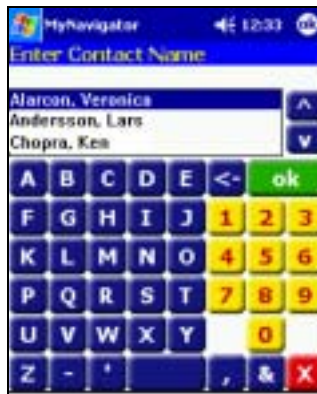 MyNavigator 12:33 ok
Enter Contact Name
Alarcon, Veronica
Andersson, Lars
Chopra, Ken
A B C D E <- ok
F G H I J 1 2 3
K L M N O 4 5 6
P Q R S T 7 8 9
U V W X Y 0
Z - ' , & X